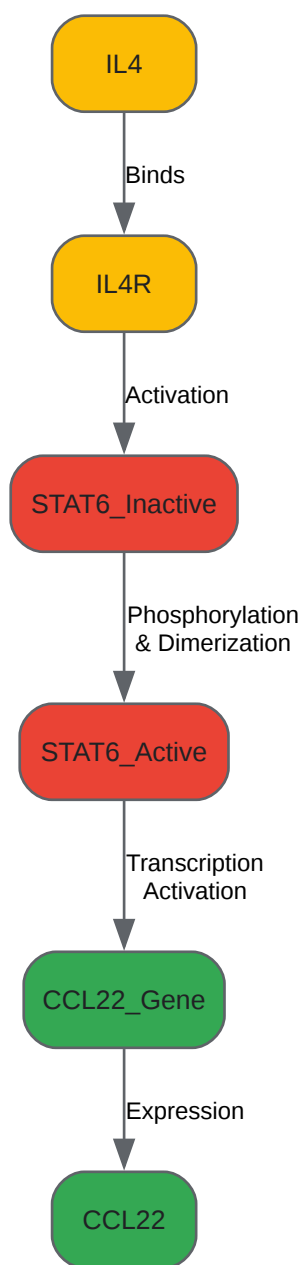 IL4
Binds
IL4R
Activation
STAT6_Inactive
Phosphorylation
& Dimerization
STAT6_Active
Transcription
Activation
CCL22_Gene
Expression
CCL22